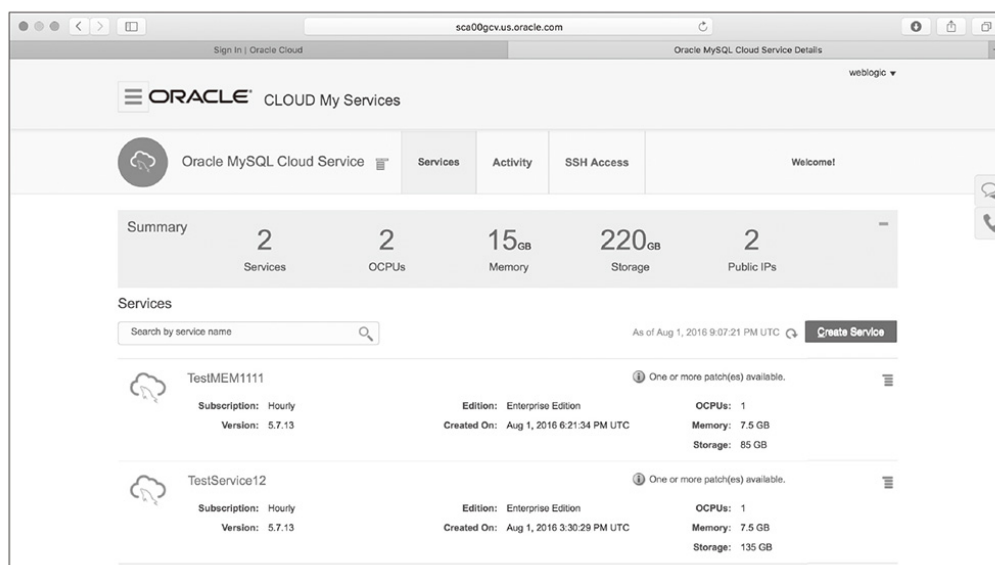 sca00gcv.us.oracle.com
Sign In | Oracle Cloud Oracle MySQL Cloud Service Details
weblogic
ORACLE® CLOUD My Services
Oracle MySQL Cloud Service Services Activity SSH Access Welcome!
Summary
2 2 15GB 220GB 2
Services OCPUs Memory Storage Public IPs
Services
Search by service name As of Aug 1, 2016 9:07:21 PM UTC Create Service
TestMEM1111 One or more patch(es) available.
Subscription: Hourly Edition: Enterprise Edition OCPUs: 1
Version: 5.7.13 Created On: Aug 1, 2016 6:21:34 PM UTC Memory: 7.5 GB
Storage: 85 GB
TestService12 One or more patch(es) available.
Subscription: Hourly Edition: Enterprise Edition OCPUs: 1
Version: 5.7.13 Created On: Aug 1, 2016 3:30:29 PM UTC Memory: 7.5 GB
Storage: 135 GB